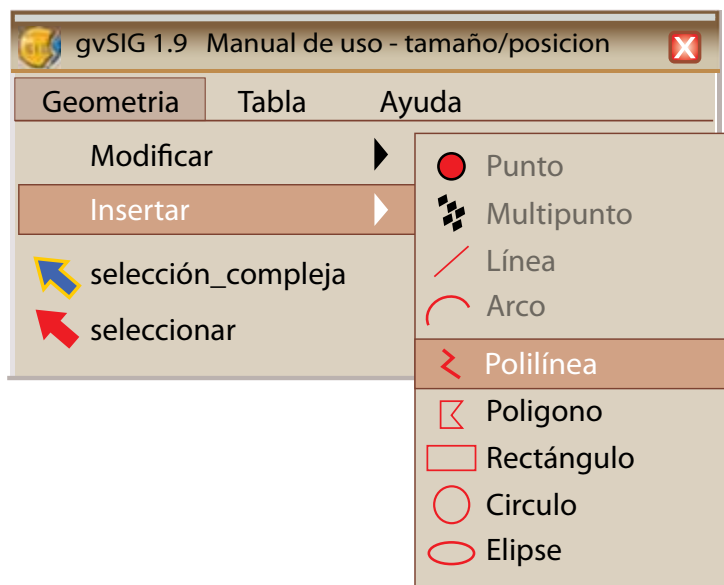 gvSIG 1.9 Manual de uso - tamaño/posicion
Geometria Tabla Ayuda
Modificar
Insertar
selección_compleja
seleccionar
Punto
Multipunto
Línea
Arco
Polilínea
Poligono
Rectángulo
Circulo
Elipse